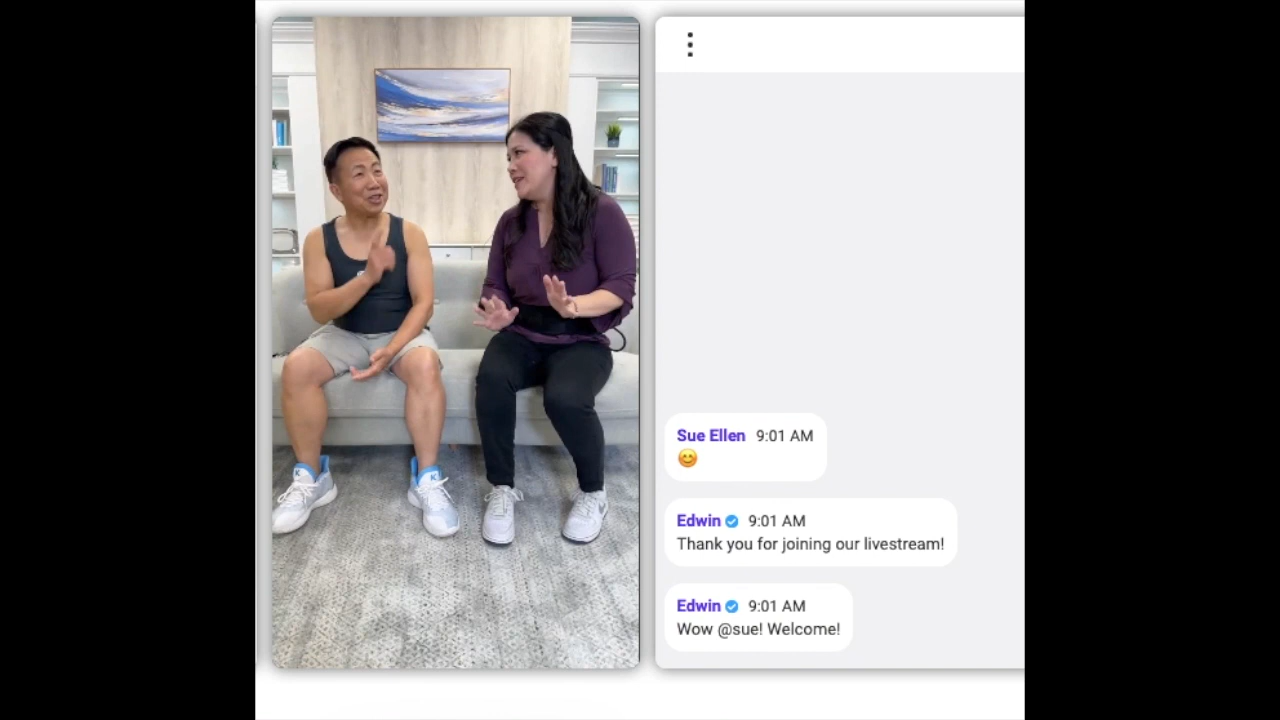 Sue Ellen 9:01 AM
😊
Edwin 9:01 AM
Thank you for joining our livestream!
Edwin 9:01 AM
Wow @sue! Welcome!